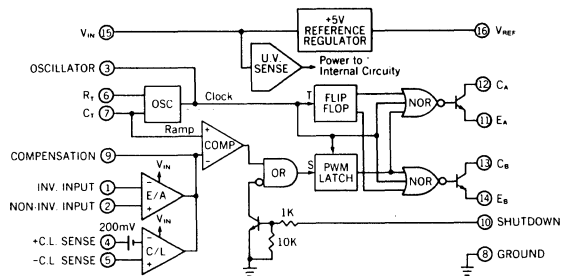 +5V REFERENCE REGULATOR
VIN 15
16 VREF
U.V. SENSE
Power to Internal Circuity
OSCILLATOR 3
RT 6
CT 7
OSC
Clock
Ramp
T
FLIP FLOP
NOR
12 CA
11 EA
COMPENSATION 9
+
-
COMP
OR
S
PWM LATCH
NOR
13 CB
14 EB
VIN
INV. INPUT 1
NON-INV. INPUT 2
-
E/A
+
200mV
VIN
+C.L. SENSE 4
-C.L. SENSE 5
-
C/L
+
1K
10K
10 SHUTDOWN
8 GROUND